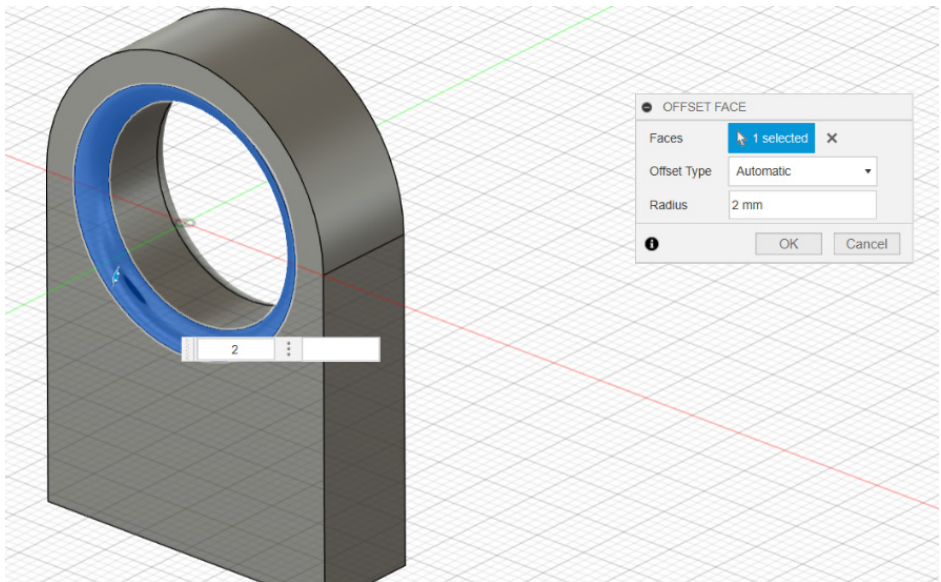 OFFSET FACE
Faces 1 selected
Offset Type Automatic
Radius 2 mm
OK Cancel
2